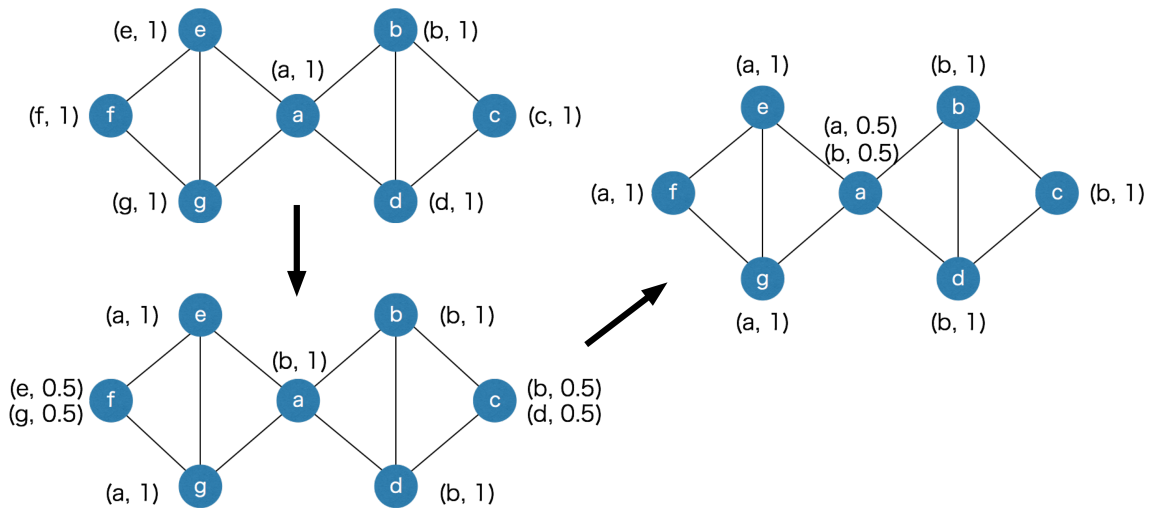 (e, 1) e b (b, 1)
(a, 1)
(f, 1) f a c (c, 1)
(g, 1) g d (d, 1)
(a, 1) e b (b, 1)
(b, 1)
(e, 0.5) f a c (b, 0.5)
(g, 0.5) (d, 0.5)
(a, 1) g d (b, 1)
(a, 1) (b, 1)
e b
(a, 0.5)
(b, 0.5)
(a, 1) f a c (b, 1)
g d
(a, 1) (b, 1)